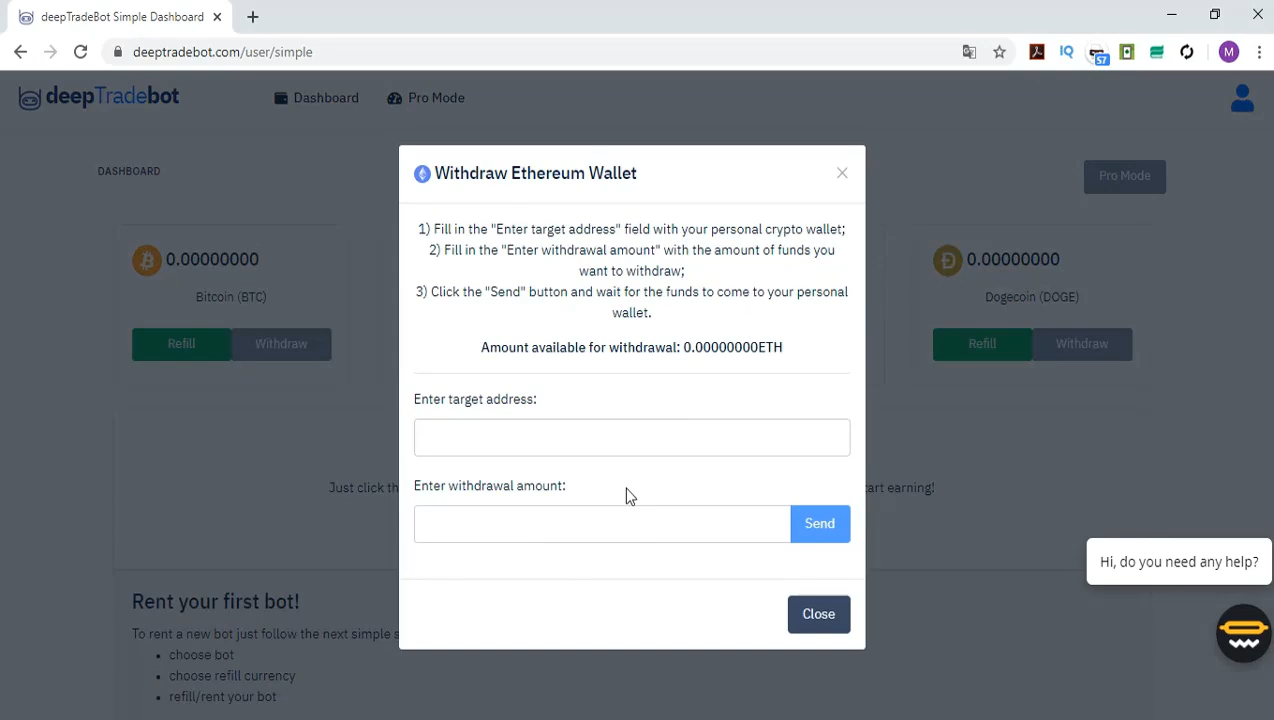 deepTradeBot Simple Dashboard
deeptradebot.com/user/simple
IQ
57
M
deepTradebot
Dashboard
Pro Mode
DASHBOARD
Pro Mode
0.00000000
Bitcoin (BTC)
Refill
Withdraw
0.00000000
Dogecoin (DOGE)
Refill
Withdraw
Withdraw Ethereum Wallet
1) Fill in the "Enter target address" field with your personal crypto wallet;
2) Fill in the "Enter withdrawal amount" with the amount of funds you
want to withdraw;
3) Click the "Send" button and wait for the funds to come to your personal
wallet.
Amount available for withdrawal: 0.00000000ETH
Enter target address:
Enter withdrawal amount:
Send
Close
Just click th
tart earning!
Hi, do you need any help?
Rent your first bot!
To rent a new bot just follow the next simple s
choose bot
choose refill currency
refill/rent your bot